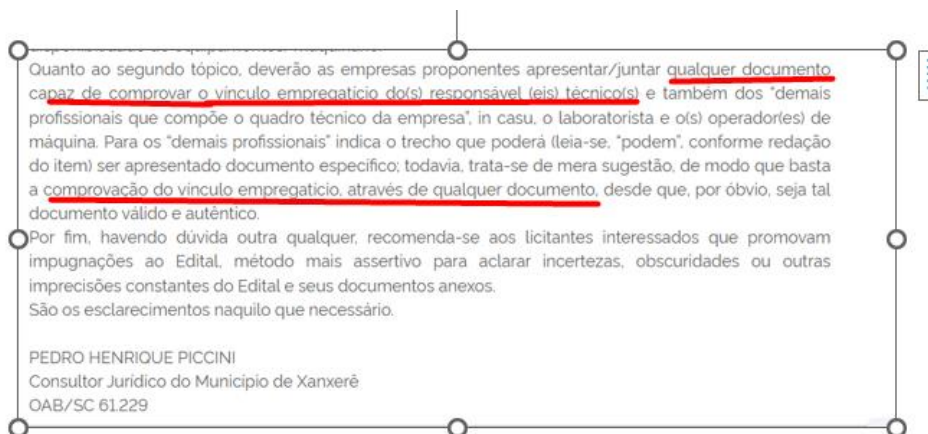 Quanto ao segundo tópico, deverão as empresas proponentes apresentar/juntar qualquer documento
capaz de comprovar o vínculo empregatício do(s) responsável (eis) técnico(s) e também dos "demais
profissionais que compõe o quadro técnico da empresa", in casu, o laboratorista e o(s) operador(es) de
máquina. Para os "demais profissionais" indica o trecho que poderá (leia-se, "podem", conforme redação
do item) ser apresentado documento específico; todavia, trata-se de mera sugestão, de modo que basta
a comprovação do vínculo empregatício, através de qualquer documento, desde que, por óbvio, seja tal
documento válido e autêntico.
Por fim, havendo dúvida outra qualquer, recomenda-se aos licitantes interessados que promovam
impugnações ao Edital, método mais assertivo para aclarar incertezas, obscuridades ou outras
imprecisões constantes do Edital e seus documentos anexos.
São os esclarecimentos naquilo que necessário.
PEDRO HENRIQUE PICCINI
Consultor Jurídico do Município de Xanxerê
OAB/SC 61.229